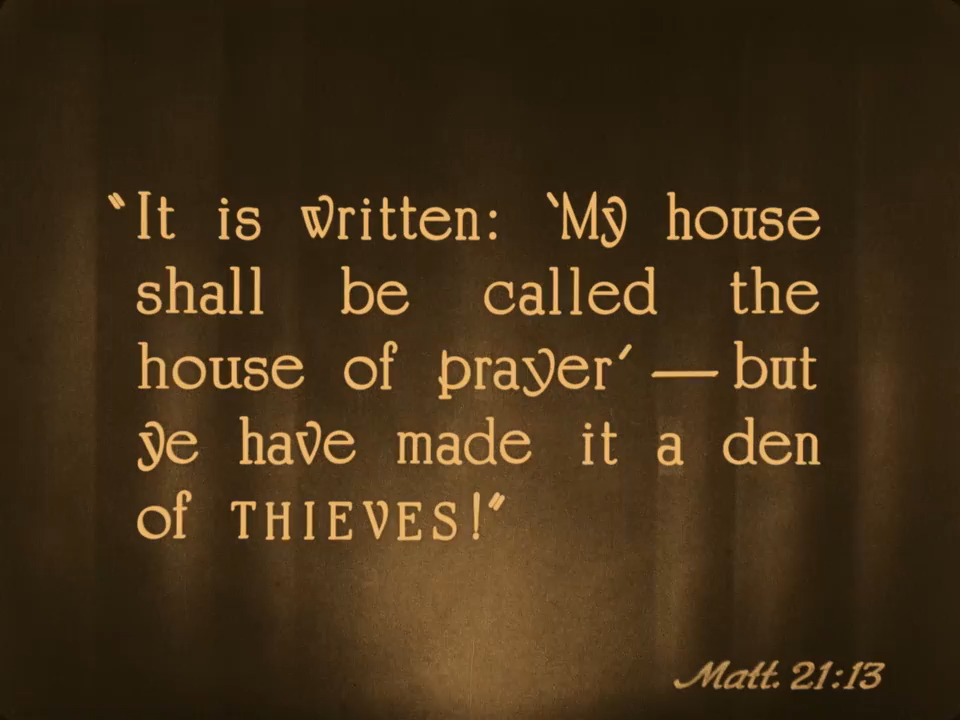 “It is written: ‘My house
shall be called the
house of prayer’ — but
ye have made it a den
of THIEVES!”
Matt. 21:13